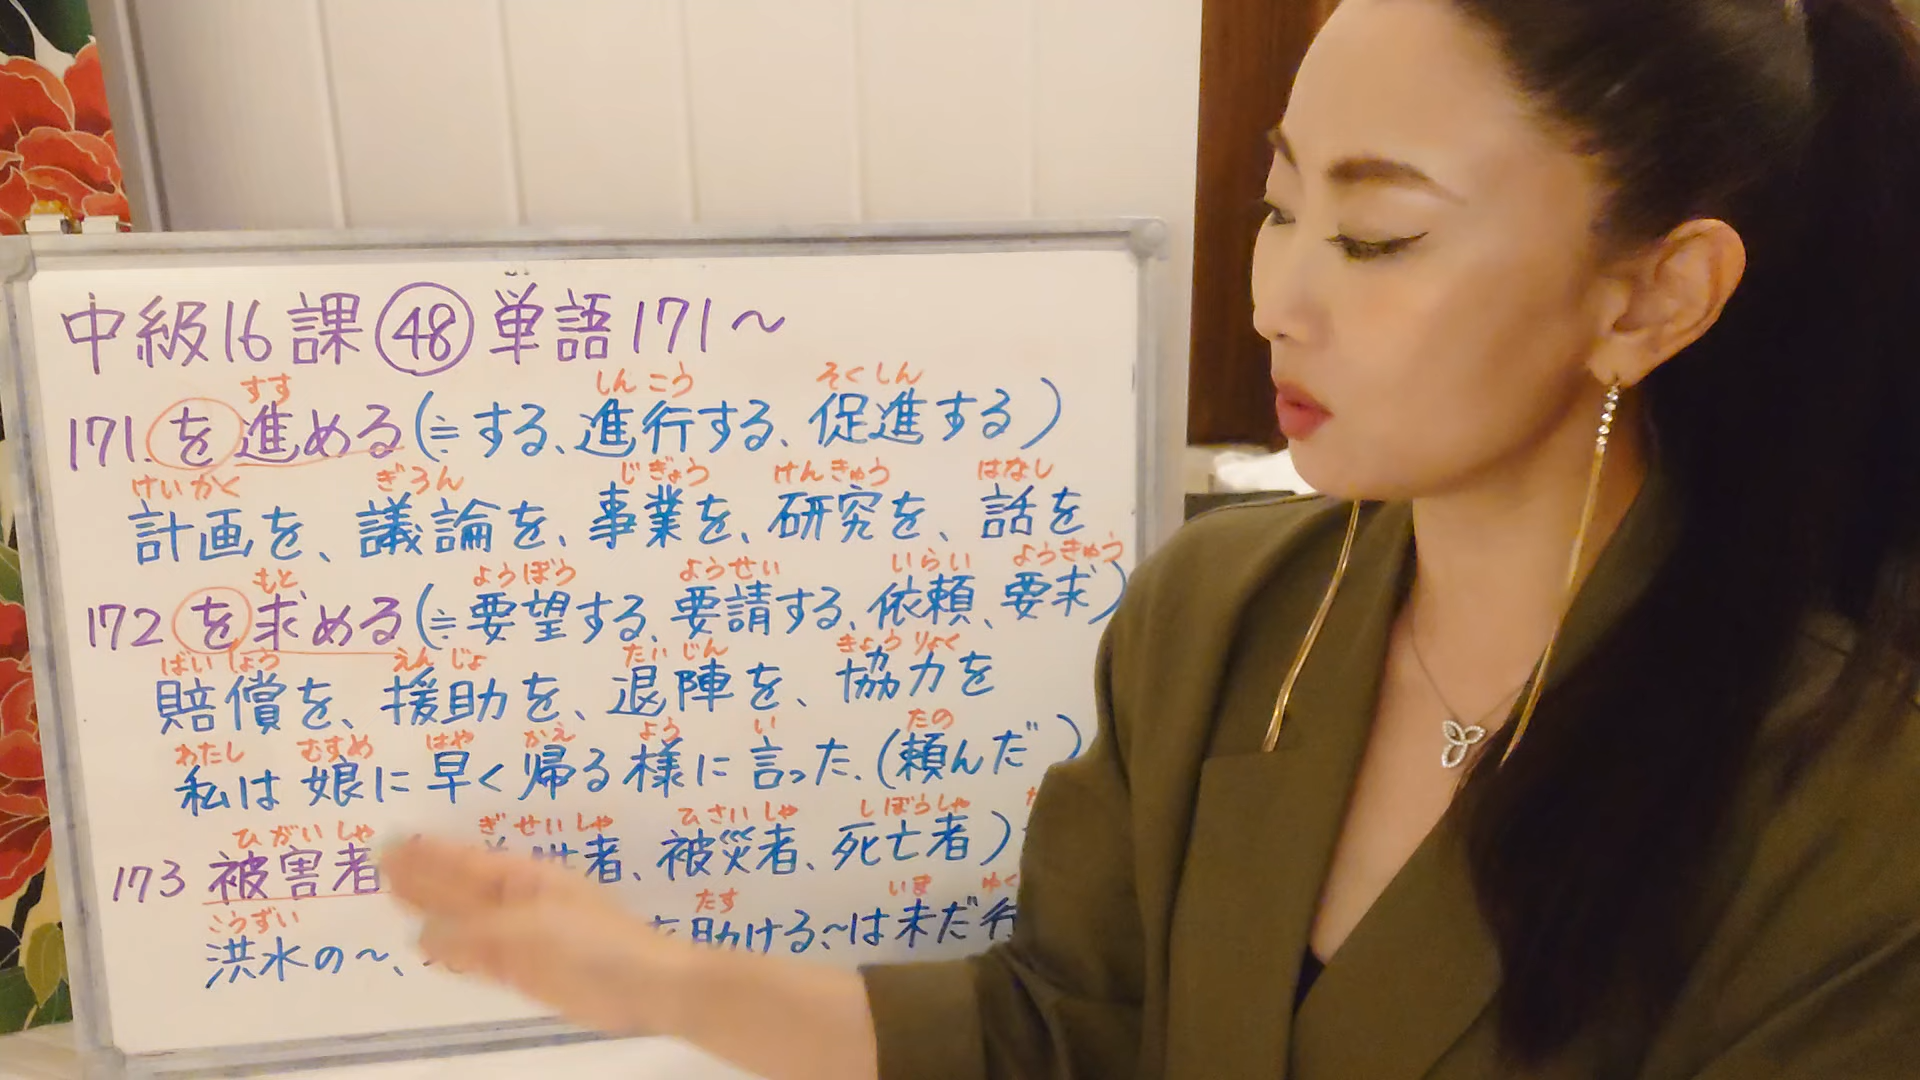 中級16課㊽単語171～
すす しんこう そくしん
171.を進める(≒する、進行する、促進する)
けいかく ぎろん じぎょう けんきゅう はなし
計画を、議論を、事業を、研究を、話を
もと ようぼう ようせい いらい ようきゅう
172 を求める(≒要望する、要請する、依頼、要求)
ばいしょう えんじょ たいじん きょうりょく
賠償を、援助を、退陣を、協力を
わたし むすめ はや かえ よう い たの
私は娘に早く帰る様に言った.(頼んだ)
ひがいしゃ ぎせいしゃ ひさいしゃ しぼうしゃ
173 被害者 者、被災者、死亡者)
こうずい たす いま ゆく
洪水の～、 を助ける、～は未だ行